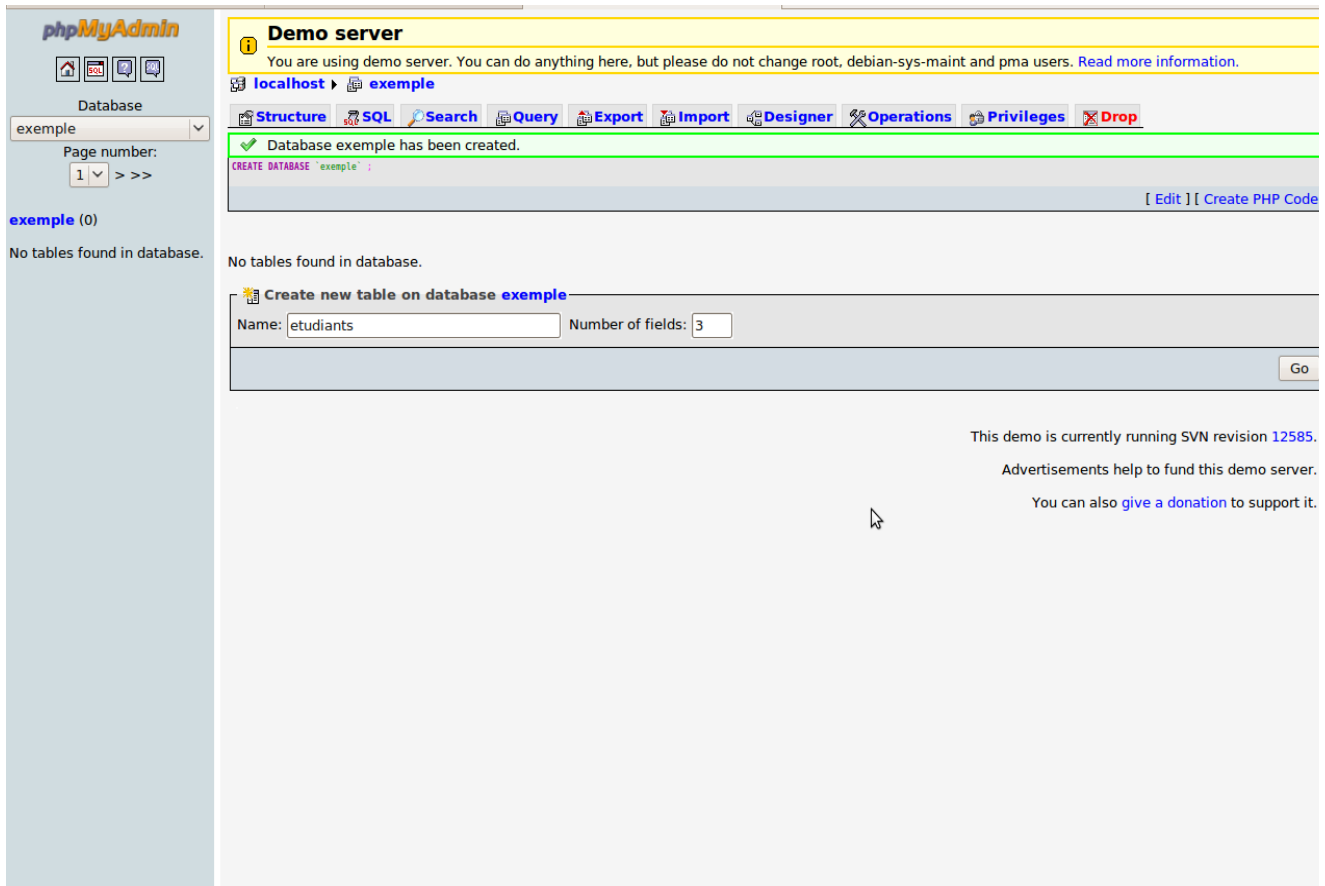 phpMyAdmin
SQL
Database
exemple
Page number:
1 > >>
exemple (0)
No tables found in database.
Demo server
You are using demo server. You can do anything here, but please do not change root, debian-sys-maint and pma users. Read more information.
localhost exemple
Structure SQL Search Query Export Import Designer Operations Privileges Drop
Database exemple has been created.
CREATE DATABASE `exemple` ;
[ Edit ] [ Create PHP Code
No tables found in database.
Create new table on database exemple
Name: etudiants Number of fields: 3
Go
This demo is currently running SVN revision 12585.
Advertisements help to fund this demo server.
You can also give a donation to support it.